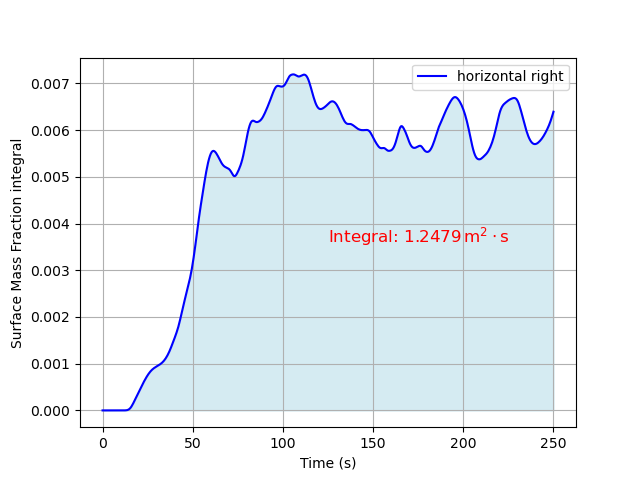 horizontal right
0.007
0.006
0.005
0.004
0.003
0.002
0.001
0.000
Surface Mass Fraction integral
Integral: 1.2479 m² · s
0 50 100 150 200 250
Time (s)